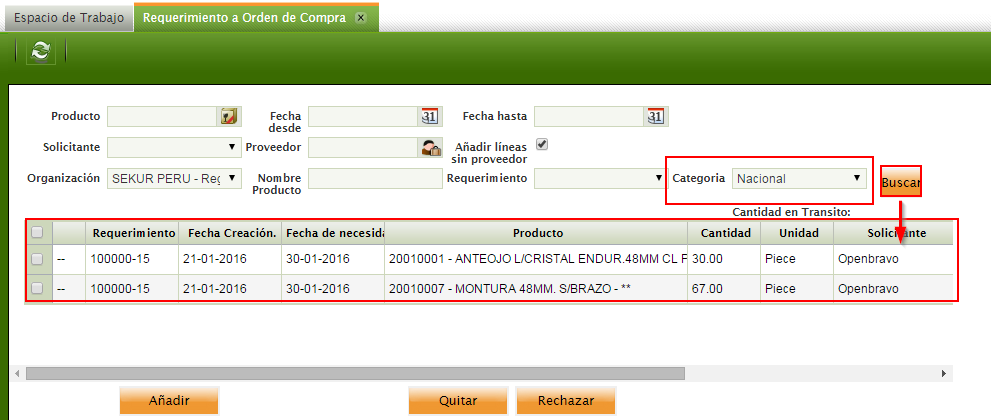 Espacio de Trabajo Requerimiento a Orden de Compra
Producto Fecha desde 31 Fecha hasta 31
Solicitante Proveedor Añadir líneas sin proveedor
Organización SEKUR PERU - Reg Nombre Producto Requerimiento Categoria Nacional Buscar
Cantidad en Transito:
Requerimiento Fecha Creación. Fecha de necesida Producto Cantidad Unidad Solicitante
-- 100000-15 21-01-2016 30-01-2016 20010001 - ANTEOJO L/CRISTAL ENDUR.48MM CL F 30.00 Piece Openbravo
-- 100000-15 21-01-2016 30-01-2016 20010007 - MONTURA 48MM. S/BRAZO - ** 67.00 Piece Openbravo
Añadir Quitar Rechazar